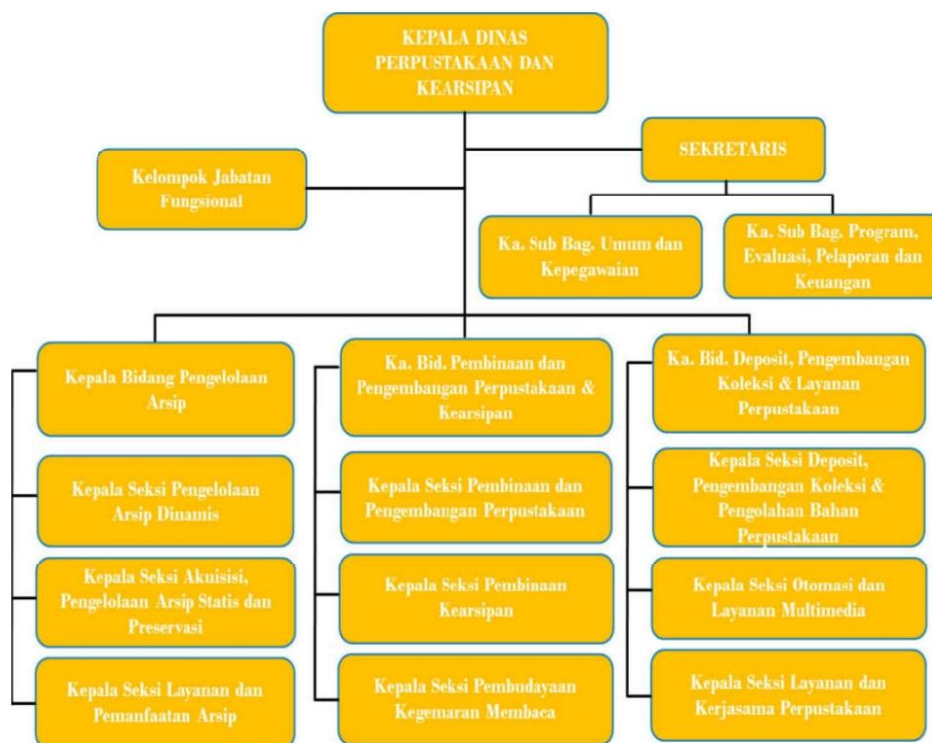 KEPALA DINAS
PERPUSTAKAAN DAN
KEARSIPAN
SEKRETARIS
Kelompok Jabatan
Fungsional
Ka. Sub Bag. Umum dan
Kepegawaian
Ka. Sub Bag. Program,
Evaluasi, Pelaporan dan
Keuangan
Kepala Bidang Pengelolaan
Arsip
Ka. Bid. Pembinaan dan
Pengembangan Perpustakaan &
Kearsipan
Ka. Bid. Deposit, Pengembangan
Koleksi & Layanan
Perpustakaan
Kepala Seksi Pengelolaan
Arsip Dinamis
Kepala Seksi Pembinaan dan
Pengembangan Perpustakaan
Kepala Seksi Deposit,
Pengembangan Koleksi &
Pengolahan Bahan
Perpustakaan
Kepala Seksi Akuisisi,
Pengelolaan Arsip Statis dan
Preservasi
Kepala Seksi Pembinaan
Kearsipan
Kepala Seksi Otomasi dan
Layanan Multimedia
Kepala Seksi Layanan dan
Pemanfaatan Arsip
Kepala Seksi Pembudayaan
Kegemaran Membaca
Kepala Seksi Layanan dan
Kerjasama Perpustakaan